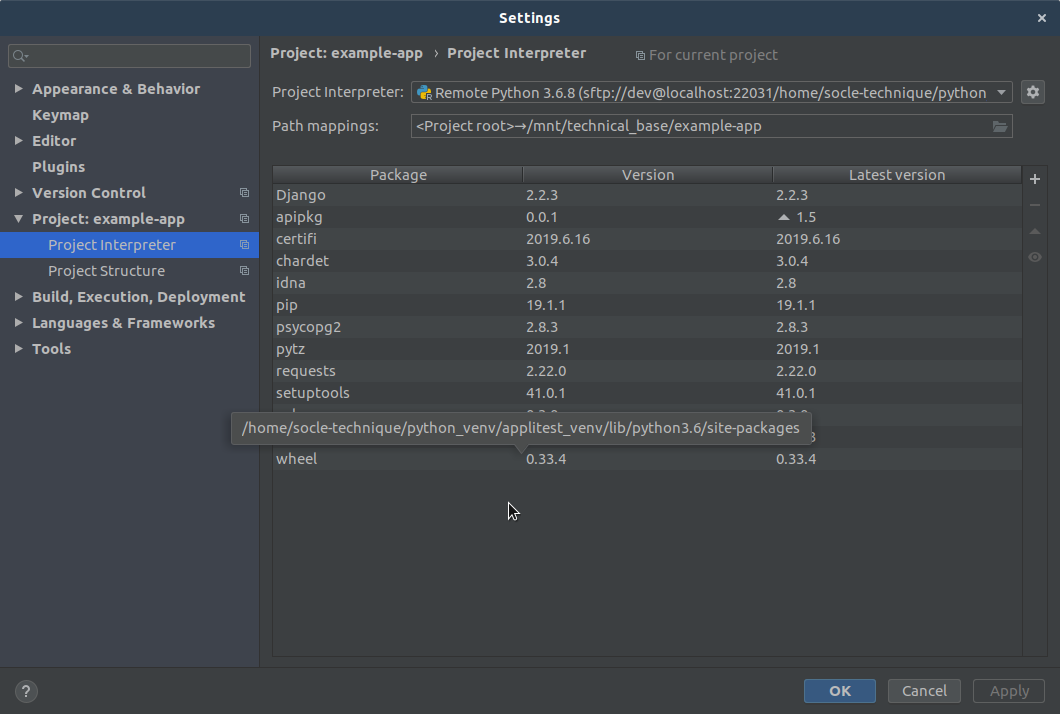 Settings
Project: example-app › Project Interpreter
For current project
Appearance & Behavior
Keymap
Editor
Plugins
Version Control
Project: example-app
Project Interpreter
Project Structure
Build, Execution, Deployment
Languages & Frameworks
Tools
Project Interpreter: Remote Python 3.6.8 (sftp://dev@localhost:22031/home/socle-technique/python
Path mappings: <Project root>→/mnt/technical_base/example-app
Package Version Latest version
Django 2.2.3 2.2.3
apipkg 0.0.1 1.5
certifi 2019.6.16 2019.6.16
chardet 3.0.4 3.0.4
idna 2.8 2.8
pip 19.1.1 19.1.1
psycopg2 2.8.3 2.8.3
pytz 2019.1 2019.1
requests 2.22.0 2.22.0
setuptools 41.0.1 41.0.1
/home/socle-technique/python_venv/applitest_venv/lib/python3.6/site-packages
wheel 0.33.4 0.33.4
? OK Cancel Apply